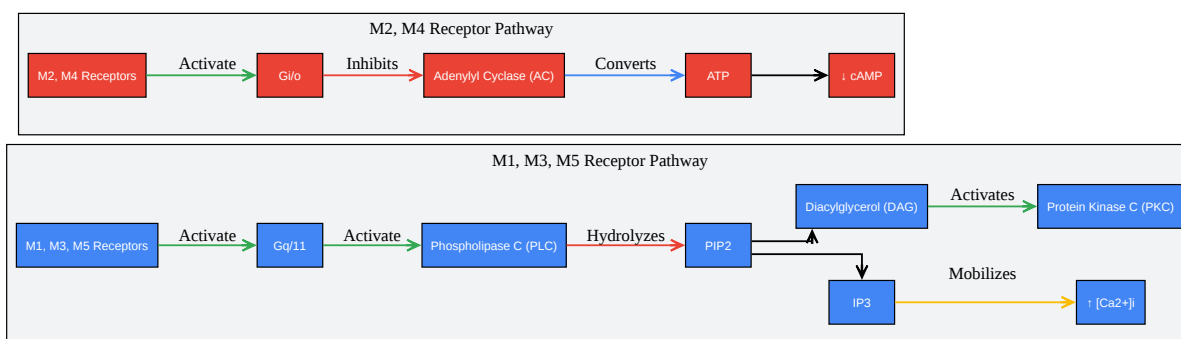 M2, M4 Receptor Pathway
M2, M4 Receptors
Activate
Gi/o
Inhibits
Adenylyl Cyclase (AC)
Converts
ATP
↓ cAMP
M1, M3, M5 Receptor Pathway
M1, M3, M5 Receptors
Activate
Gq/11
Activate
Phospholipase C (PLC)
Hydrolyzes
PIP2
Diacylglycerol (DAG)
Activates
Protein Kinase C (PKC)
IP3
Mobilizes
↑ [Ca2+]i